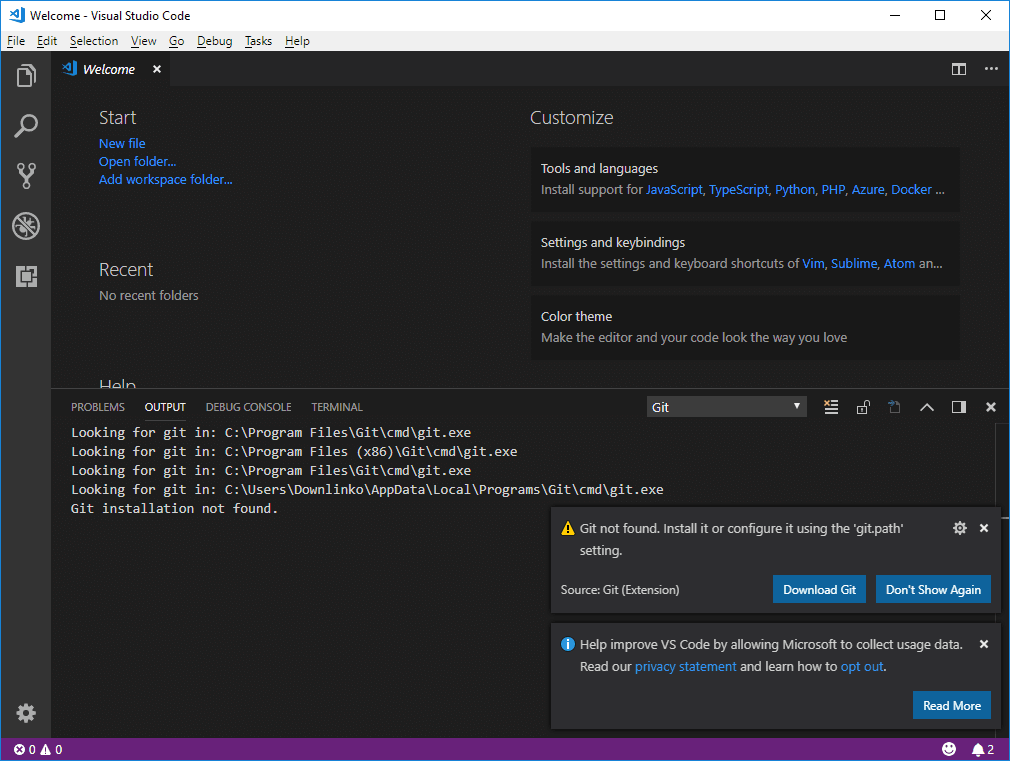 Welcome - Visual Studio Code
File Edit Selection View Go Debug Tasks Help
Welcome
Start
New file
Open folder...
Add workspace folder...
Recent
No recent folders
Help
Customize
Tools and languages
Install support for JavaScript, TypeScript, Python, PHP, Azure, Docker ...
Settings and keybindings
Install the settings and keyboard shortcuts of Vim, Sublime, Atom an...
Color theme
Make the editor and your code look the way you love
PROBLEMS OUTPUT DEBUG CONSOLE TERMINAL Git
Looking for git in: C:\Program Files\Git\cmd\git.exe
Looking for git in: C:\Program Files (x86)\Git\cmd\git.exe
Looking for git in: C:\Program Files\Git\cmd\git.exe
Looking for git in: C:\Users\Downlinko\AppData\Local\Programs\Git\cmd\git.exe
Git installation not found.
Git not found. Install it or configure it using the 'git.path'
setting.
Source: Git (Extension) Download Git Don't Show Again
Help improve VS Code by allowing Microsoft to collect usage data.
Read our privacy statement and learn how to opt out.
Read More
0 0 2